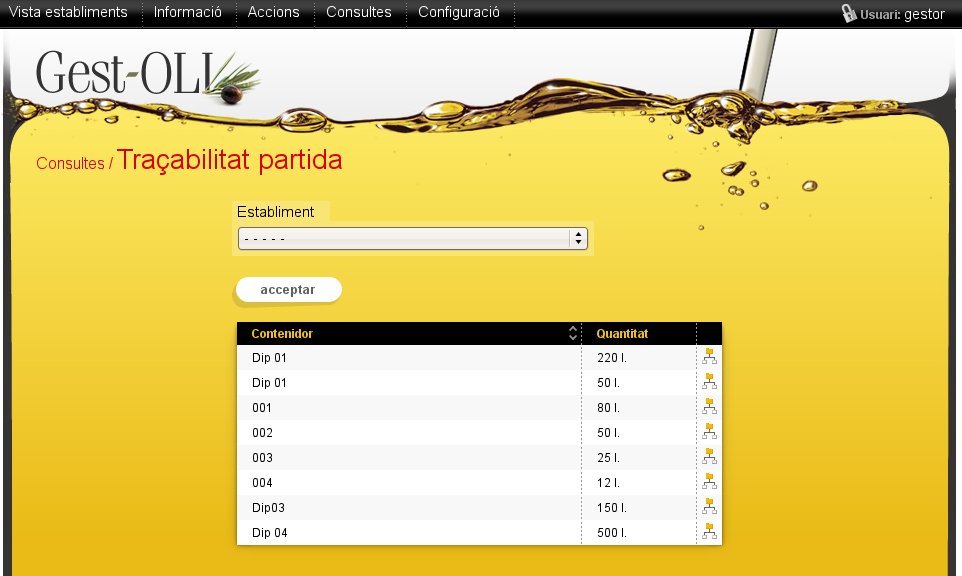 Vista establiments Informació Accions Consultes Configuració Usuari: gestor
Gest-OLI
Consultes / Traçabilitat partida
Establiment
- - - - -
acceptar
Contenidor Quantitat
Dip 01 220 l.
Dip 01 50 l.
001 80 l.
002 50 l.
003 25 l.
004 12 l.
Dip03 150 l.
Dip 04 500 l.